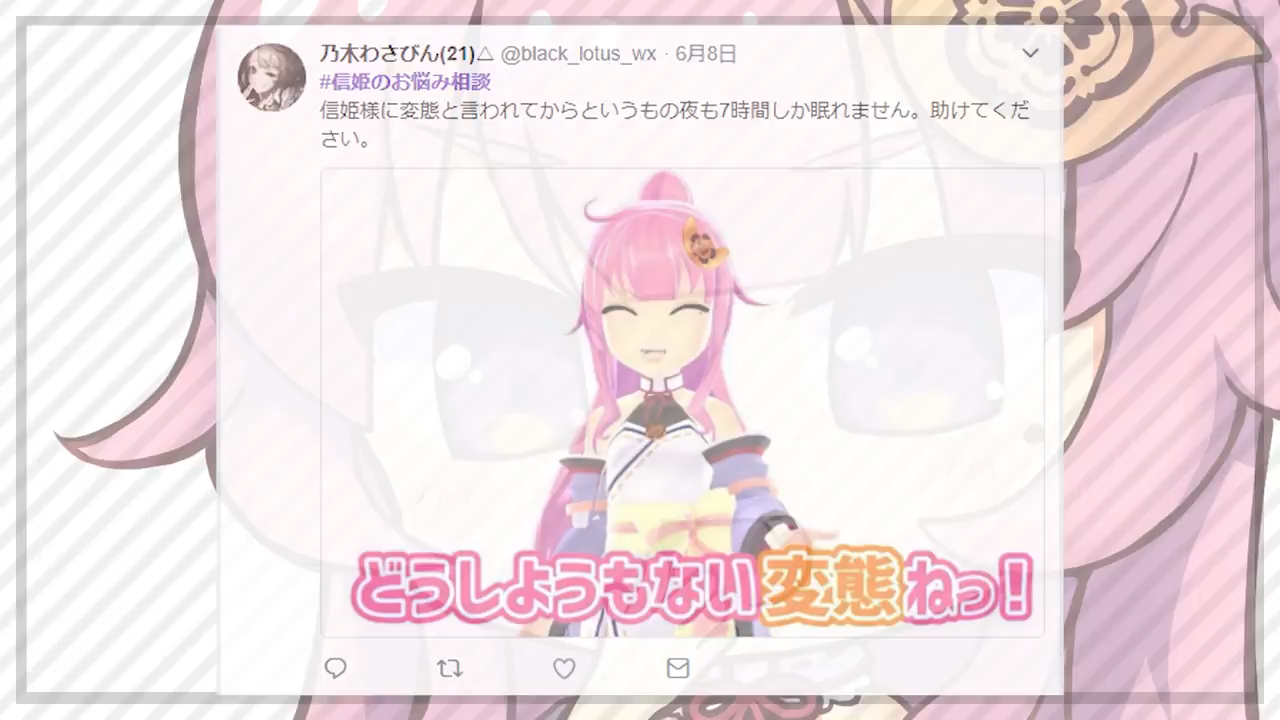 乃木わさびん(21)△ @black_lotus_wx · 6月8日
#信姫のお悩み相談
信姫様に変態と言われてからというもの夜も7時間しか眠れません。助けてくだ
さい。
どうしようもない変態ねっ!